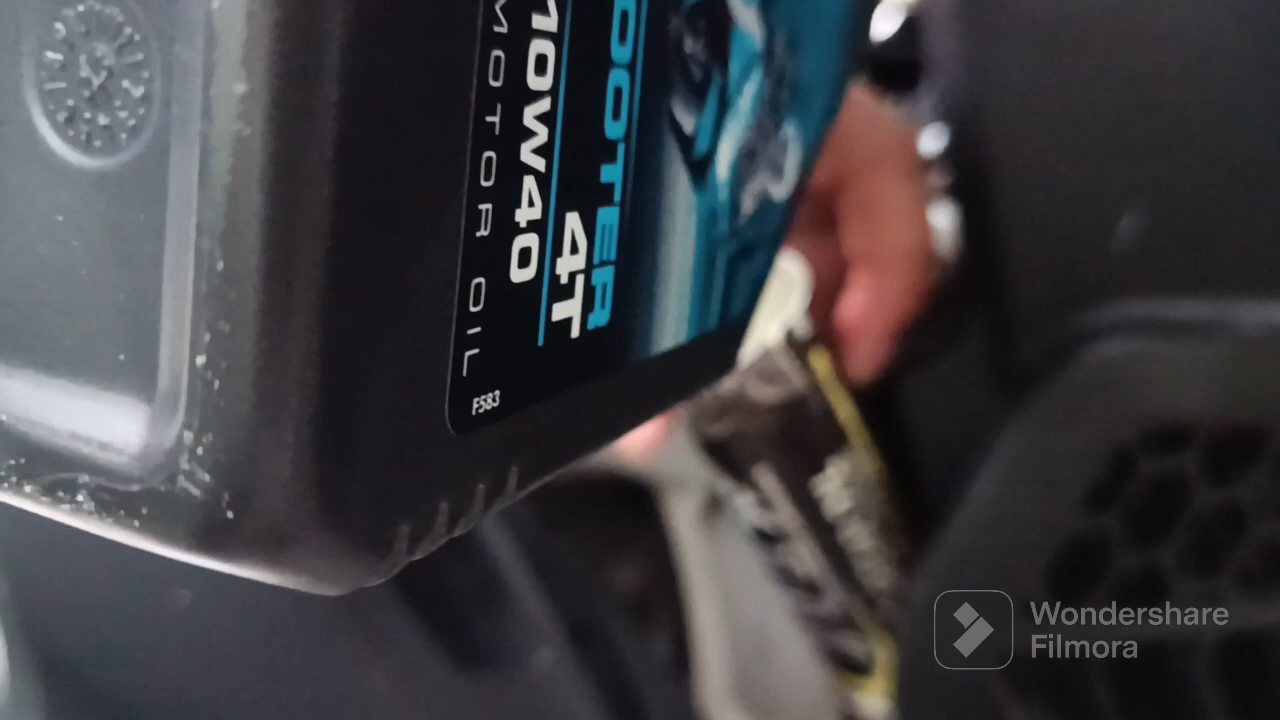 OOTER
4T
10W40
MOTOR OIL
F583
Wondershare
Filmora